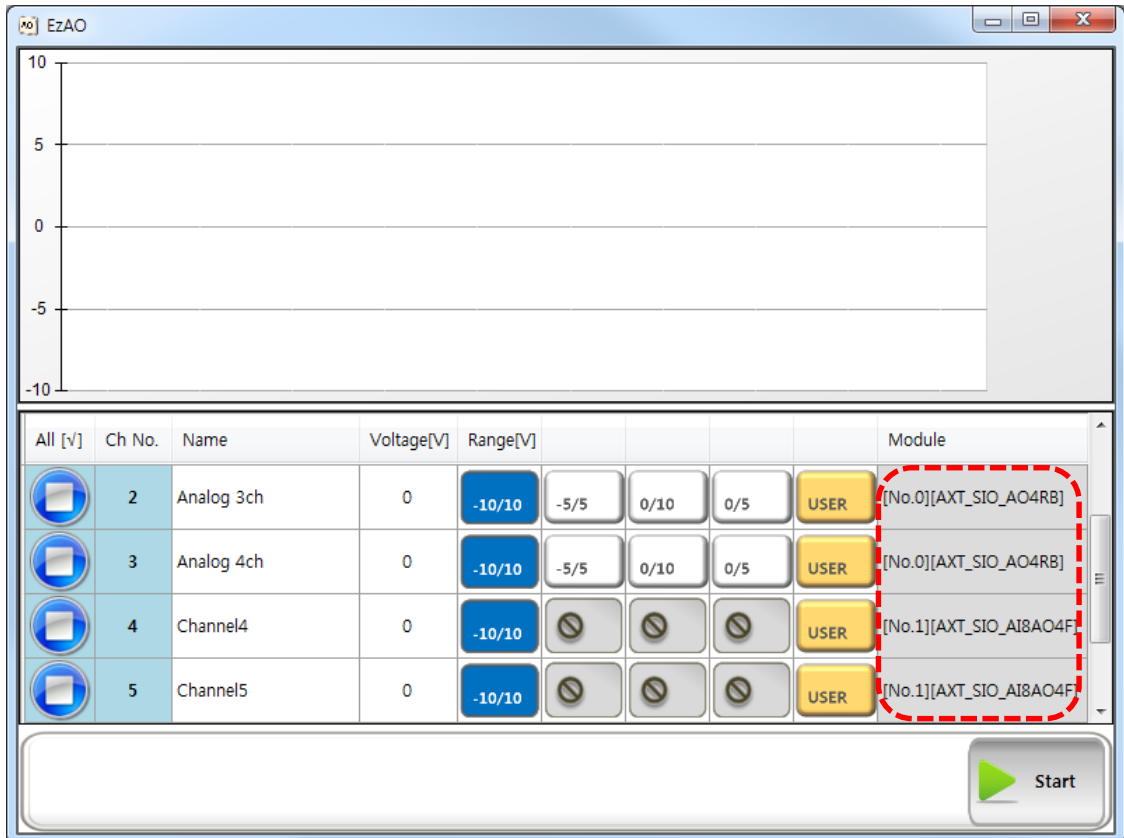 EzAO
10
5
0
-5
-10
All [√] Ch No. Name Voltage[V] Range[V] Module
2 Analog 3ch 0 -10/10 -5/5 0/10 0/5 USER [No.0][AXT_SIO_AO4RB]
3 Analog 4ch 0 -10/10 -5/5 0/10 0/5 USER [No.0][AXT_SIO_AO4RB]
4 Channel4 0 -10/10 USER [No.1][AXT_SIO_AI8AO4F]
5 Channel5 0 -10/10 USER [No.1][AXT_SIO_AI8AO4F]
Start